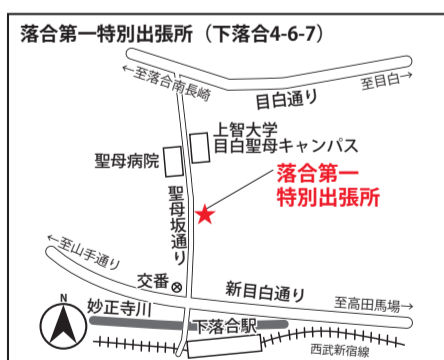 落合第一特別出張所（下落合4-6-7）
←至落合南長崎
至目白→
目白通り
上智大学
目白聖母キャンパス
聖母病院
落合第一
特別出張所
聖母坂通り
←至山手通り
交番
新目白通り
至高田馬場→
妙正寺川
下落合駅
西武新宿線
N